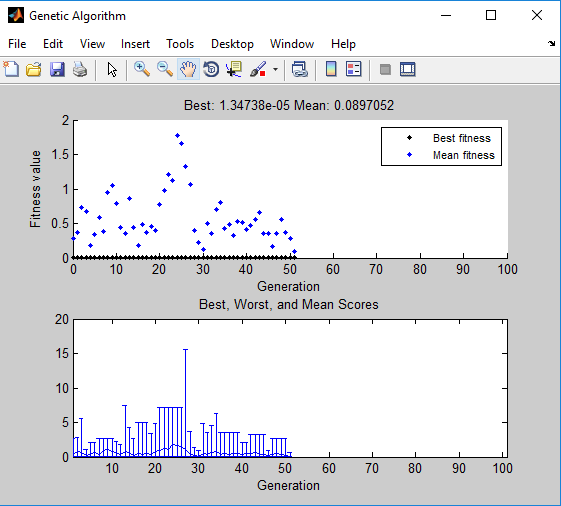 Genetic Algorithm
File Edit View Insert Tools Desktop Window Help
Best: 1.34738e-05 Mean: 0.0897052
2
1.5
1
0.5
0
Fitness value
Best fitness
Mean fitness
0 10 20 30 40 50 60 70 80 90 100
Generation
Best, Worst, and Mean Scores
20
15
10
5
0
10 20 30 40 50 60 70 80 90 100
Generation